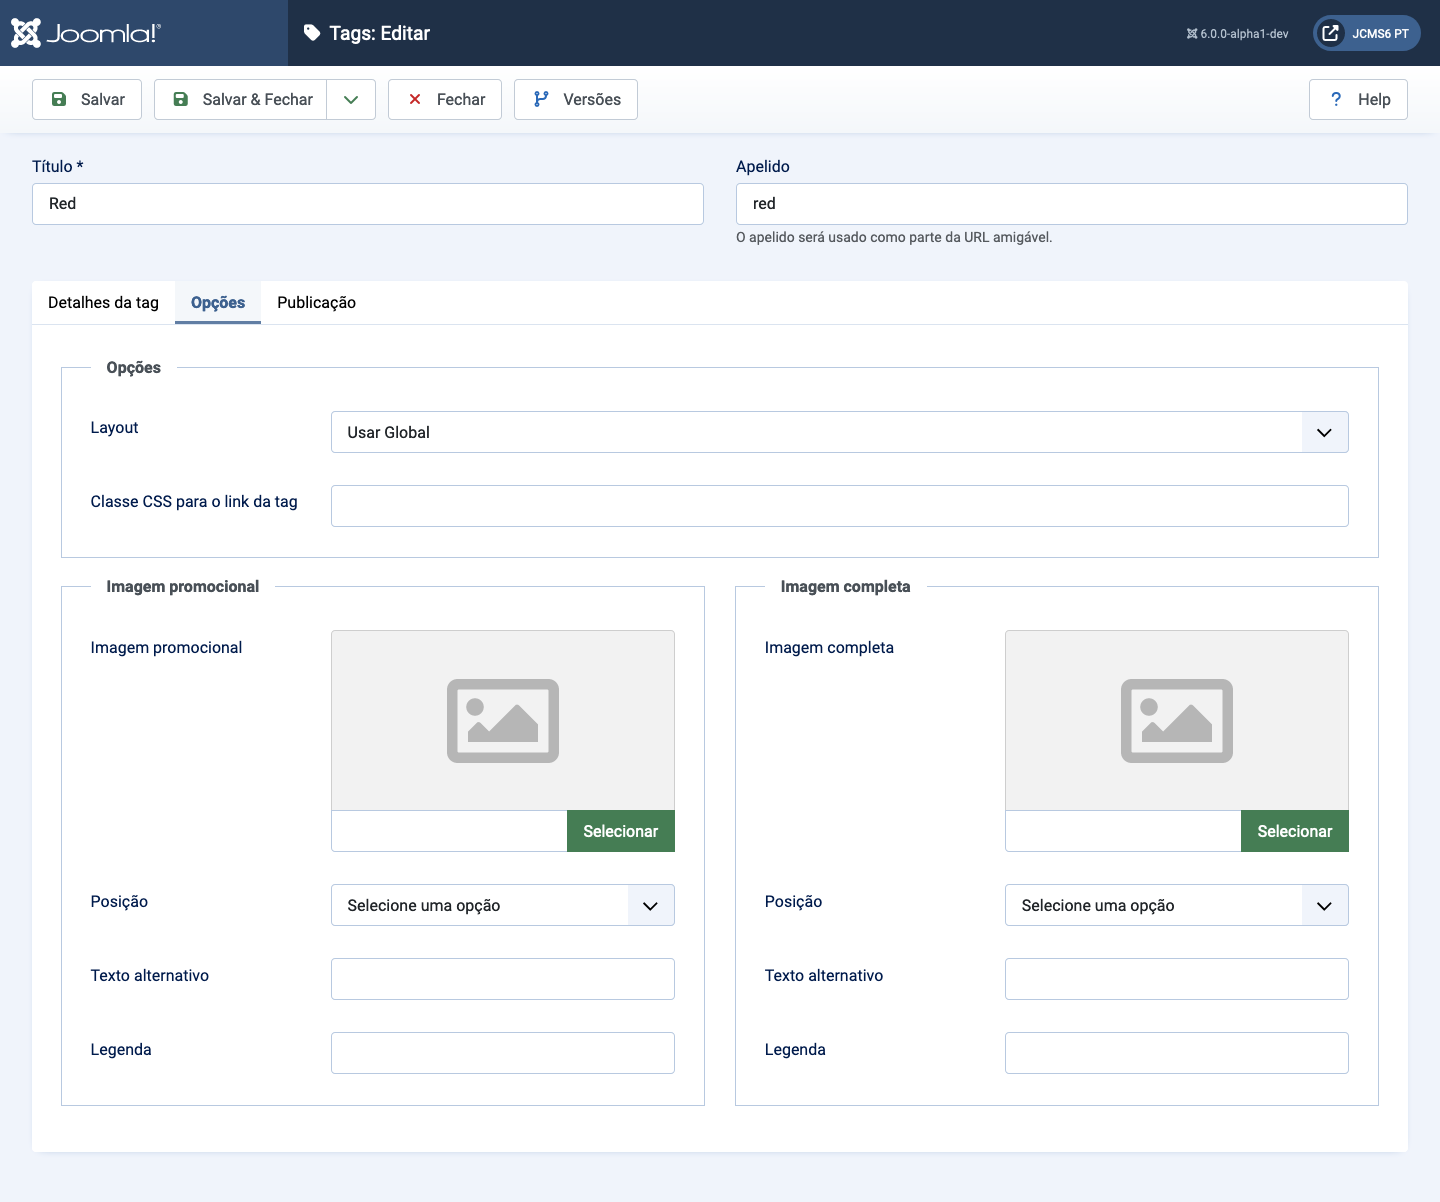 Joomla!®
Tags: Editar
6.0.0-alpha1-dev
JCMS6 PT
Salvar
Salvar & Fechar
Fechar
Versões
? Help
Título *
Apelido
Red
red
O apelido será usado como parte da URL amigável.
Detalhes da tag
Opções
Publicação
Opções
Layout
Usar Global
Classe CSS para o link da tag
Imagem promocional
Imagem promocional
Selecionar
Posição
Selecione uma opção
Texto alternativo
Legenda
Imagem completa
Imagem completa
Selecionar
Posição
Selecione uma opção
Texto alternativo
Legenda